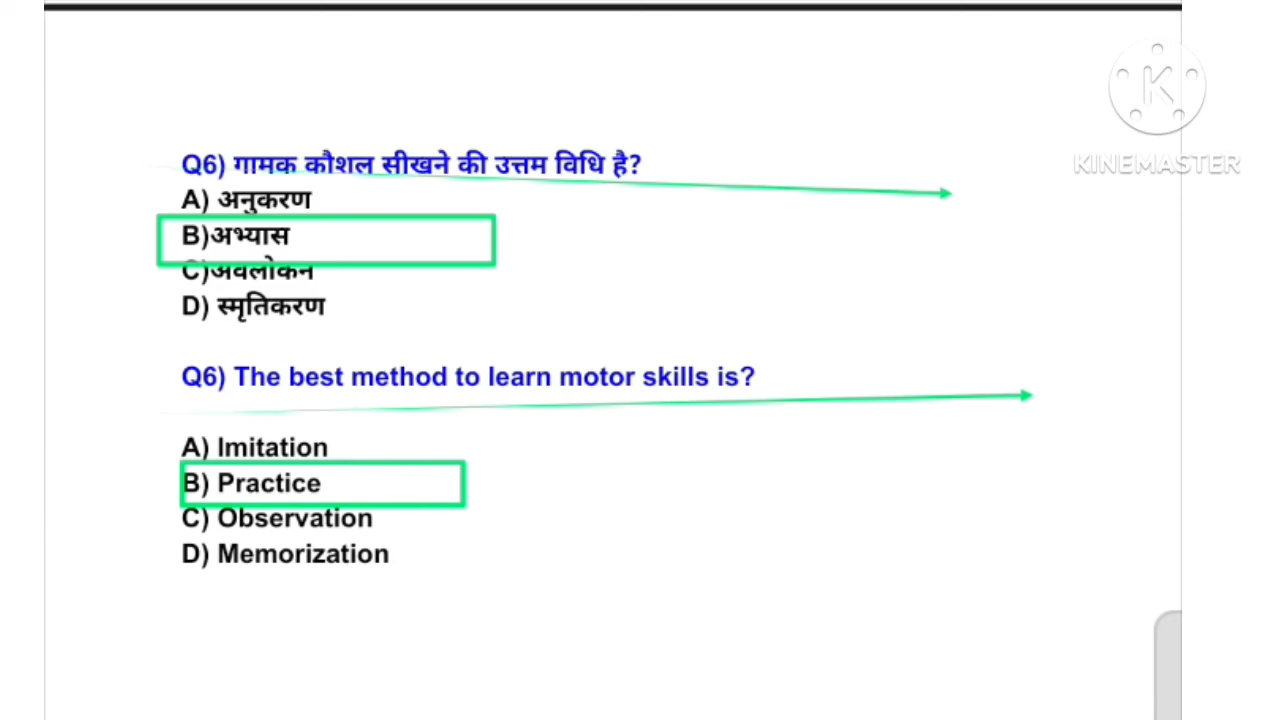 KINEMASTER
Q6) गामक कौशल सीखने की उत्तम विधि है?
A) अनुकरण
B)अभ्यास
C)अवलोकन
D) स्मृतिकरण
Q6) The best method to learn motor skills is?
A) Imitation
B) Practice
C) Observation
D) Memorization